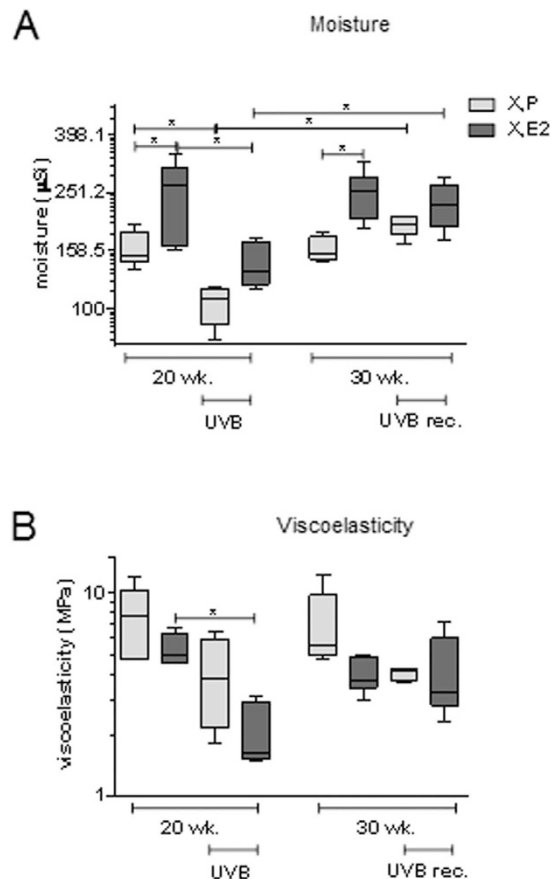 A
Moisture
X,P
X,E2
moisture (µSi)
398.1
251.2
158.5
100
* * * * * * *
20 wk.
30 wk.
UVB
UVB rec.
B
Viscoelasticity
viscoelasticity (MPa)
10
1
*
20 wk.
30 wk.
UVB
UVB rec.